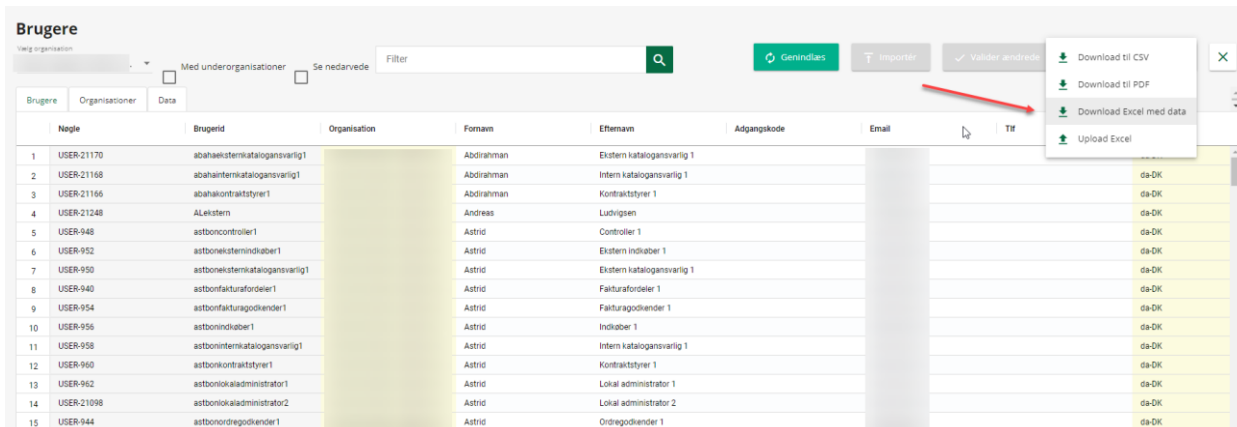 Brugere
Vælg organisation
Med underorganisationer
Se nedarvede
Filter
Genindlæs
Importér
Valider ændrede
Download til CSV
Download til PDF
Download Excel med data
Upload Excel
Brugere Organisationer Data
Nøgle Brugerid Organisation Fornavn Efternavn Adgangskode Email Tlf
1 USER-21170 abahaeksternkatalogansvarlig1 Abdirahman Ekstern katalogansvarlig 1 da-DK
2 USER-21168 abahainternkatalogansvarlig1 Abdirahman Intern katalogansvarlig 1 da-DK
3 USER-21166 abahakontraktstyrer1 Abdirahman Kontraktstyrer 1 da-DK
4 USER-21248 ALekstern Andreas Ludvigsen da-DK
5 USER-948 astboncontroller1 Astrid Controller 1 da-DK
6 USER-952 astboneksternindkøber1 Astrid Ekstern indkøber 1 da-DK
7 USER-950 astboneksternkatalogansvarlig1 Astrid Ekstern katalogansvarlig 1 da-DK
8 USER-940 astbonfakturafordeler1 Astrid Fakturafordeler 1 da-DK
9 USER-954 astbonfakturagodkender1 Astrid Fakturagodkender 1 da-DK
10 USER-956 astbonindkøber1 Astrid Indkøber 1 da-DK
11 USER-958 astboninternkatalogansvarlig1 Astrid Intern katalogansvarlig 1 da-DK
12 USER-960 astbonkontraktstyrer1 Astrid Kontraktstyrer 1 da-DK
13 USER-962 astbonlokaladministrator1 Astrid Lokal administrator 1 da-DK
14 USER-21098 astbonlokaladministrator2 Astrid Lokal administrator 2 da-DK
15 USER-944 astbonordregodkender1 Astrid Ordregodkender 1 da-DK